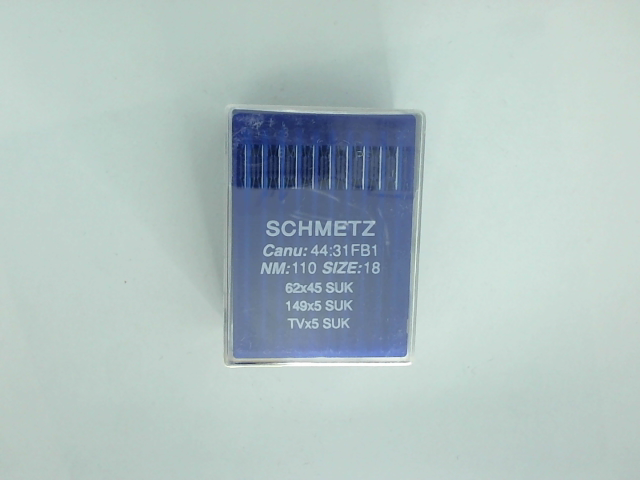 SCHMETZ
Canu: 44:31FB1
NM:110 SIZE:18
62x45 SUK
149x5 SUK
TVx5 SUK